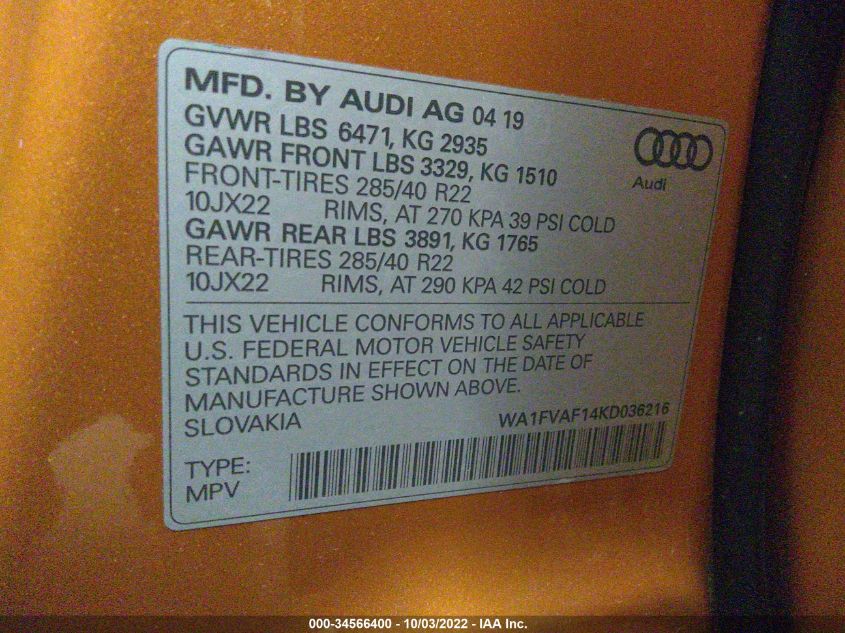 MFD. BY AUDI AG 04 19
GVWR LBS 6471, KG 2935
GAWR FRONT LBS 3329, KG 1510
FRONT-TIRES 285/40 R22
10JX22 RIMS, AT 270 KPA 39 PSI COLD
GAWR REAR LBS 3891, KG 1765
REAR-TIRES 285/40 R22
10JX22 RIMS, AT 290 KPA 42 PSI COLD
Audi
THIS VEHICLE CONFORMS TO ALL APPLICABLE
U.S. FEDERAL MOTOR VEHICLE SAFETY
STANDARDS IN EFFECT ON THE DATE OF
MANUFACTURE SHOWN ABOVE.
SLOVAKIA WA1FVAF14KD036216
TYPE:
MPV
000-34566400 - 10/03/2022 - IAA Inc.